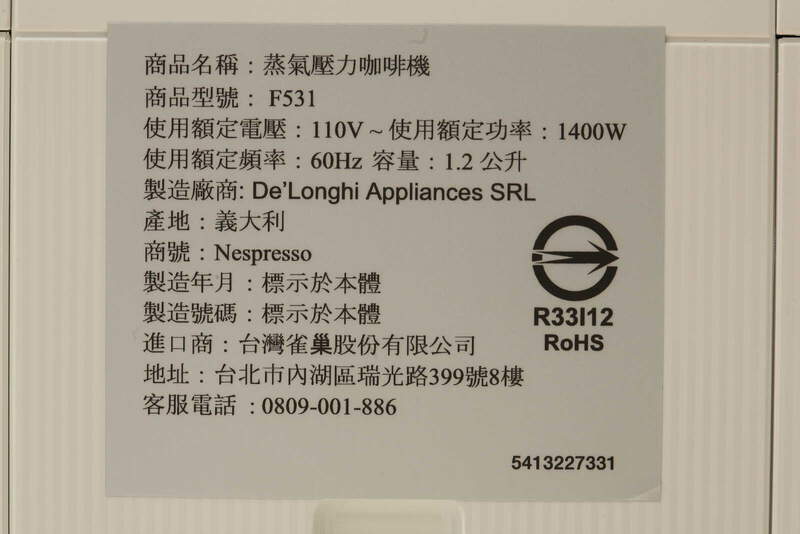 商品名稱：蒸氣壓力咖啡機
商品型號： F531
使用額定電壓：110V ~ 使用額定功率：1400W
使用額定頻率：60Hz 容量：1.2 公升
製造廠商: De'Longhi Appliances SRL
產地：義大利
商號：Nespresso
製造年月：標示於本體
製造號碼：標示於本體
進口商：台灣雀巢股份有限公司
地址：台北市內湖區瑞光路399號8樓
客服電話 : 0809-001-886
R33I12
RoHS
5413227331